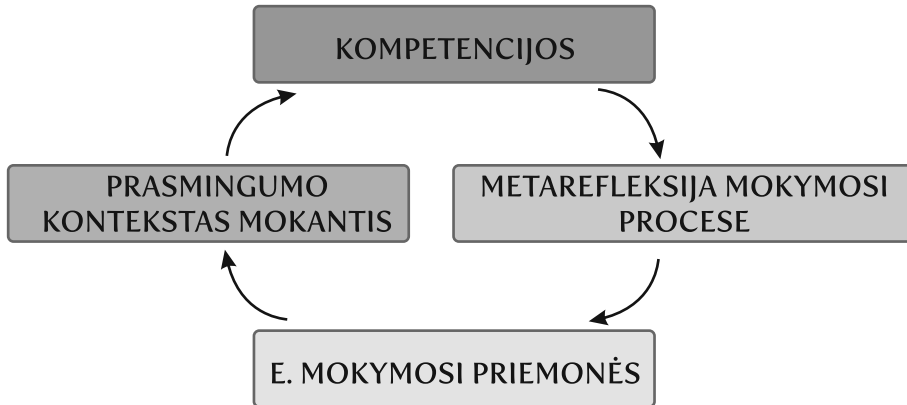 KOMPETENCIJOS
PRASMINGUMO
KONTEKSTAS MOKANTIS
METAREFLEKSIJA MOKYMOSI
PROCESE
E. MOKYMOSI PRIEMONĖS